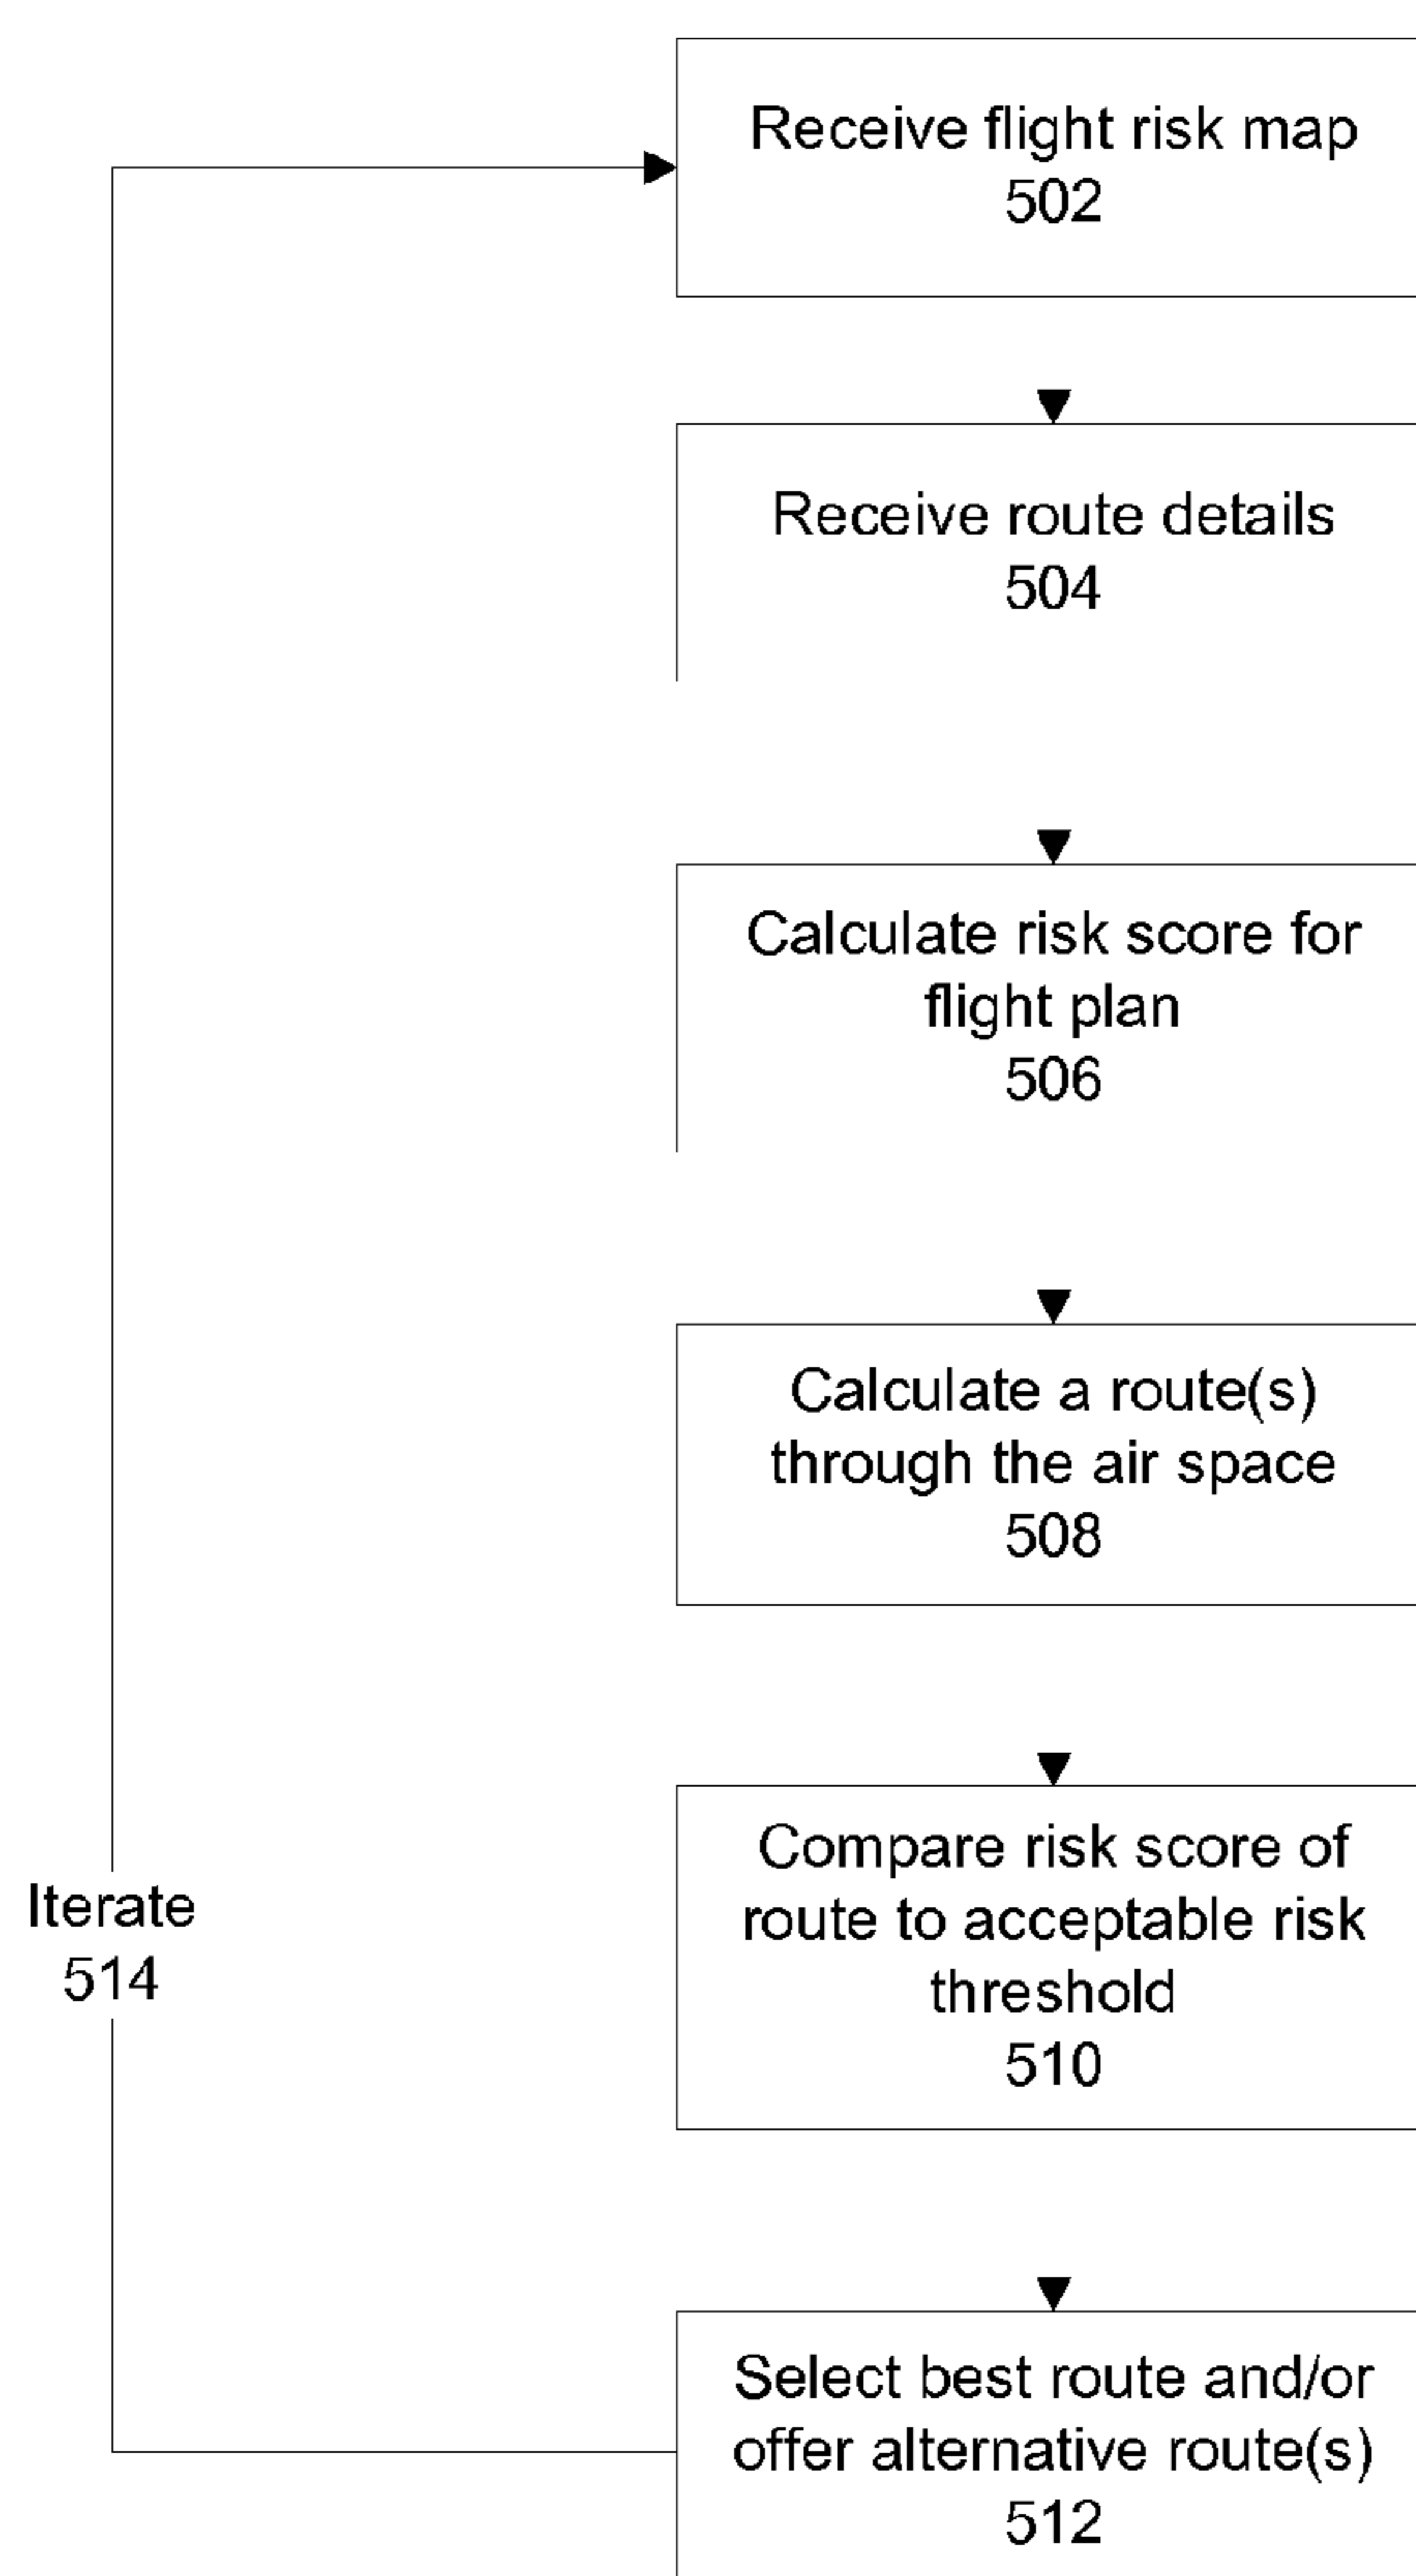 Receive flight risk map
502
Receive route details
504
Calculate risk score for
flight plan
506
Calculate a route(s)
through the air space
508
Compare risk score of
route to acceptable risk
threshold
510
Iterate
514
Select best route and/or
offer alternative route(s)
512